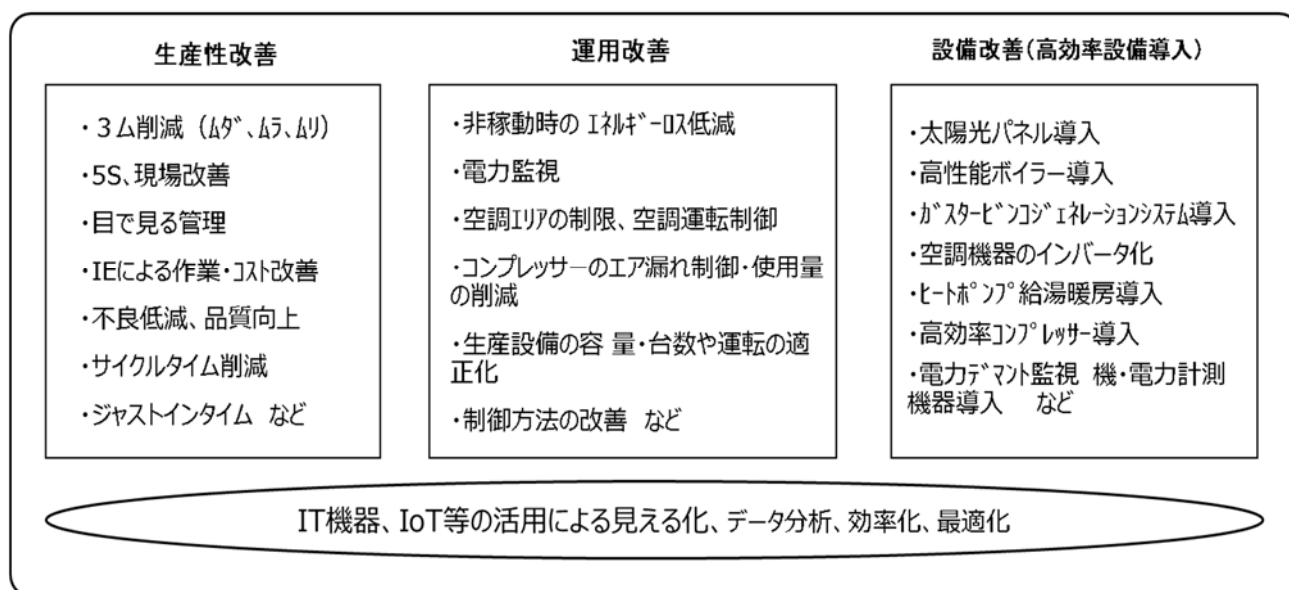 生産性改善
・３ム削減（ﾑﾀﾞ、ﾑﾗ、ﾑﾘ）
・5S、現場改善
・目で見る管理
・IEによる作業・ｺｽﾄ改善
・不良低減、品質向上
・サイクルタイム削減
・ジャストインタイム など
運用改善
・非稼動時の ｴﾈﾙｷﾞｰﾛｽ低減
・電力監視
・空調ｴﾘｱの制限、空調運転制御
・コンプレッサーのエア漏れ制御・使用量
の削減
・生産設備の容 量・台数や運転の適
正化
・制御方法の改善 など
設備改善（高効率設備導入）
・太陽光パネル導入
・高性能ボイラー導入
・ｶﾞｽﾀｰﾋﾞﾝｺｼﾞｪﾈﾚｰｼｮﾝｼｽﾃﾑ導入
・空調機器のインバータ化
・ﾋｰﾄﾎﾟﾝﾌﾟ給湯暖房導入
・高効率ｺﾝﾌﾟﾚｯｻｰ導入
・電力ﾃﾞﾏﾝﾄ監視 機・電力計測
機器導入 など
IT機器、IoT等の活用による見える化、データ分析、効率化、最適化